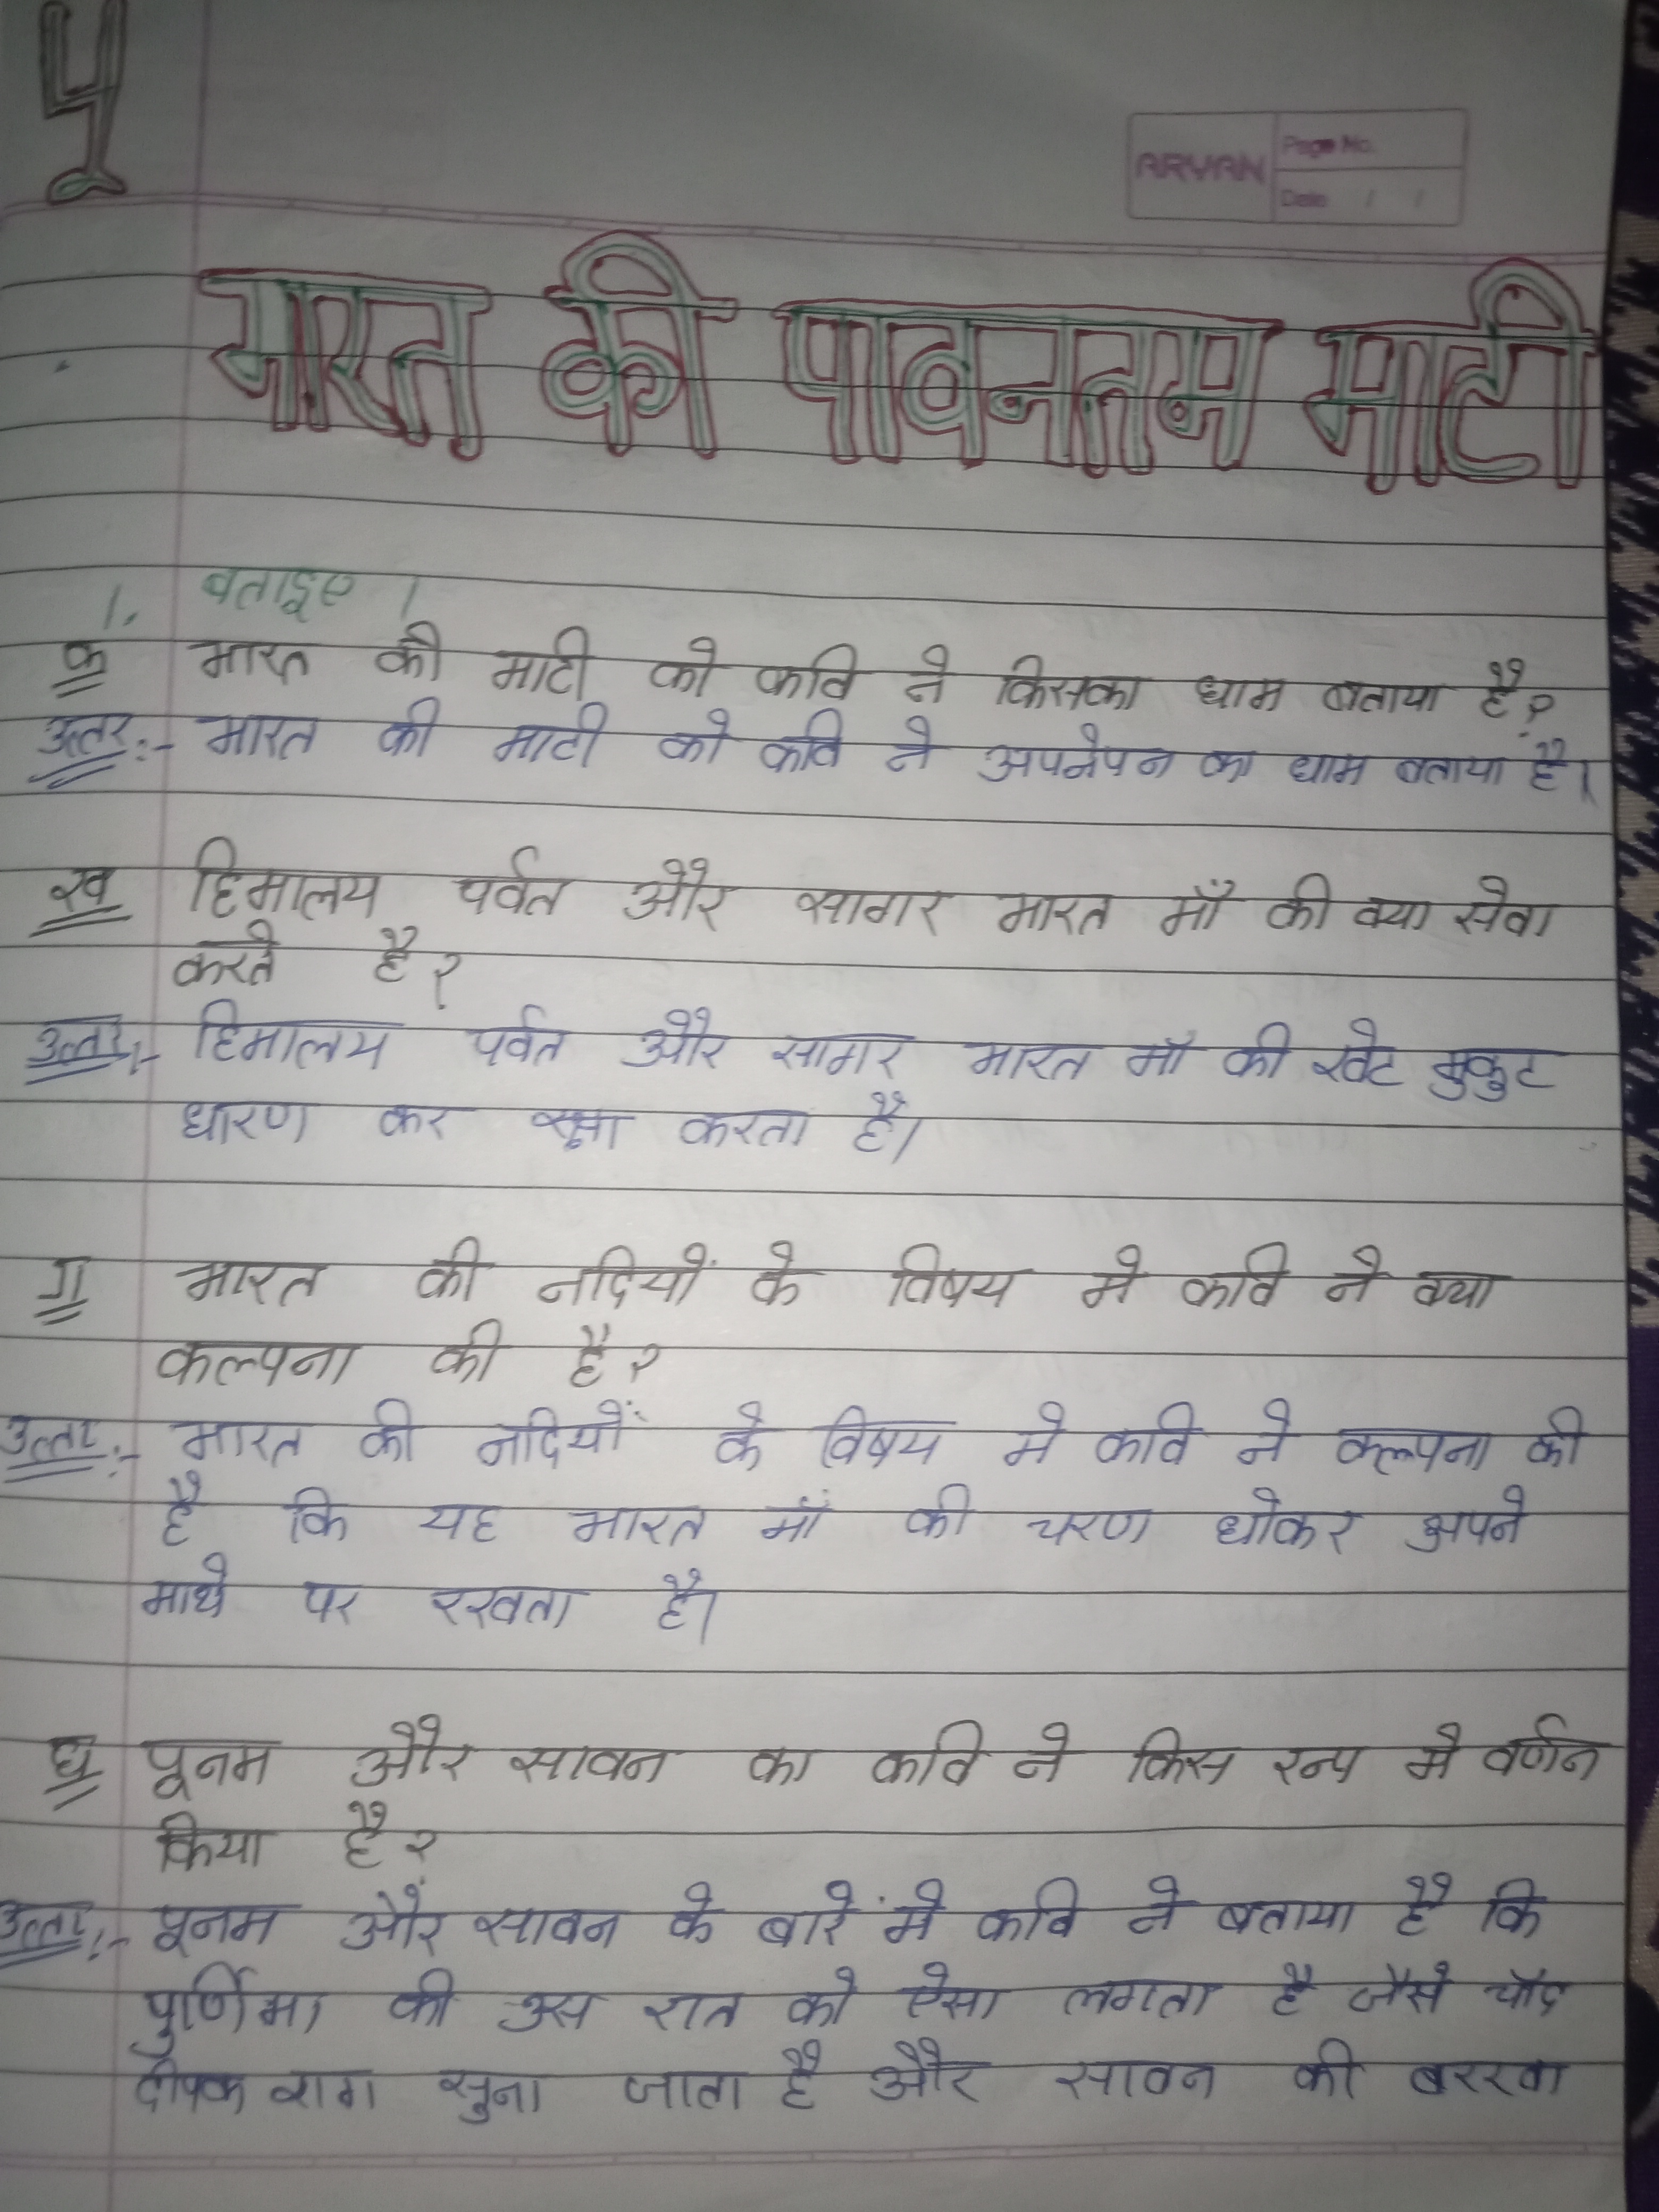 ५
ARYAN
Page No.
Date / /
भारत की पावनतम माटी
1. बताइए ।
क भारत की माटी को कवि ने किसका धाम बताया है?
उत्तर:- भारत की माटी को कवि ने अपनेपन का धाम बताया है।
ख हिमालय पर्वत और सागर भारत माँ की क्या सेवा
करते है?
उत्तर:- हिमालय पर्वत और सागर भारत माँ की मुकुट
धारण कर रक्षा करता है।
ग भारत की नदियों के विषय मे कवि ने क्या
कल्पना की है?
उत्तर:- भारत की नदियों के विषय मे कवि ने कल्पना की
है कि यह भारत माँ की चरण धोकर अपने
माथे पर रखता है।
घ पूनम और सावन का कवि ने किस रूप मे वर्णन
किया है?
उत्तर:- पूनम और सावन के बारे में कवि ने बताया है कि
पुर्णिमा की उस रात को ऐसा लगता है जैसे चाँद
दीपक राग सुना जाता है और सावन की बरखा